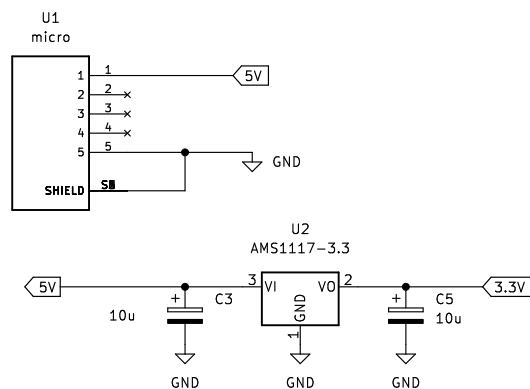 U1
micro
1 1 5V
2 2
3 3
4 4
5 5 GND
SHIELD
U2
AMS1117-3.3
5V 3 VI VO 2 3.3V
C3 C5
10u GND 10u
1
GND GND GND